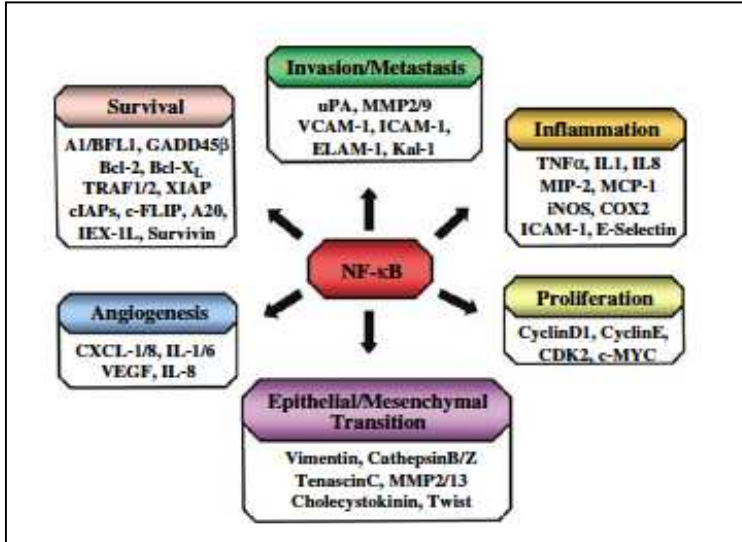 Invasion/Metastasis
uPA, MMP2/9
VCAM-1, ICAM-1,
ELAM-1, Kal-1
Survival
A1/BFL1, GADD45β
Bcl-2, Bcl-XL
TRAF1/2, XIAP
cIAPs, c-FLIP, A20,
IEX-1L, Survivin
Inflammation
TNFα, IL1, IL8
MIP-2, MCP-1
iNOS, COX2
ICAM-1, E-Selectin
NF-κB
Angiogenesis
CXCL-1/8, IL-1/6
VEGF, IL-8
Proliferation
CyclinD1, CyclinE,
CDK2, c-MYC
Epithelial/Mesenchymal
Transition
Vimentin, CathepsinB/Z
TenascinC, MMP2/13
Cholecystokinin, Twist